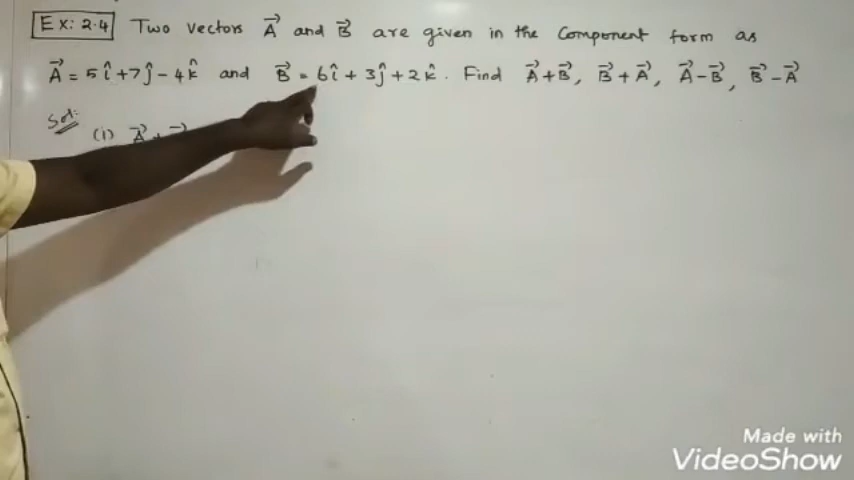 Ex: 2.4 Two vectors A⃗ and B⃗ are given in the Component form as
A⃗ = 5î + 7ĵ - 4k̂ and B⃗ = 6î + 3ĵ + 2k̂. Find A⃗+B⃗, B⃗+A⃗, A⃗-B⃗, B⃗-A⃗
Sol:
(i) A⃗ +
Made with
VideoShow